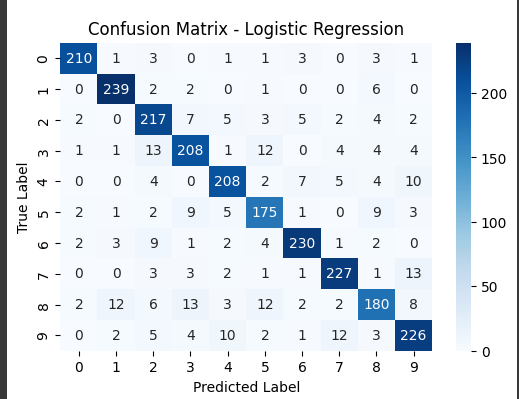 Confusion Matrix - Logistic Regression
0 210 1 3 0 1 1 3 0 3 1
1 0 239 2 2 0 1 0 0 6 0
2 2 0 217 7 5 3 5 2 4 2
3 1 1 13 208 1 12 0 4 4 4
4 0 0 4 0 208 2 7 5 4 10
5 2 1 2 9 5 175 1 0 9 3
6 2 3 9 1 2 4 230 1 2 0
7 0 0 3 3 2 1 1 227 1 13
8 2 12 6 13 3 12 2 2 180 8
9 0 2 5 4 10 2 1 12 3 226
0 1 2 3 4 5 6 7 8 9
True Label
Predicted Label
200
150
100
50
0